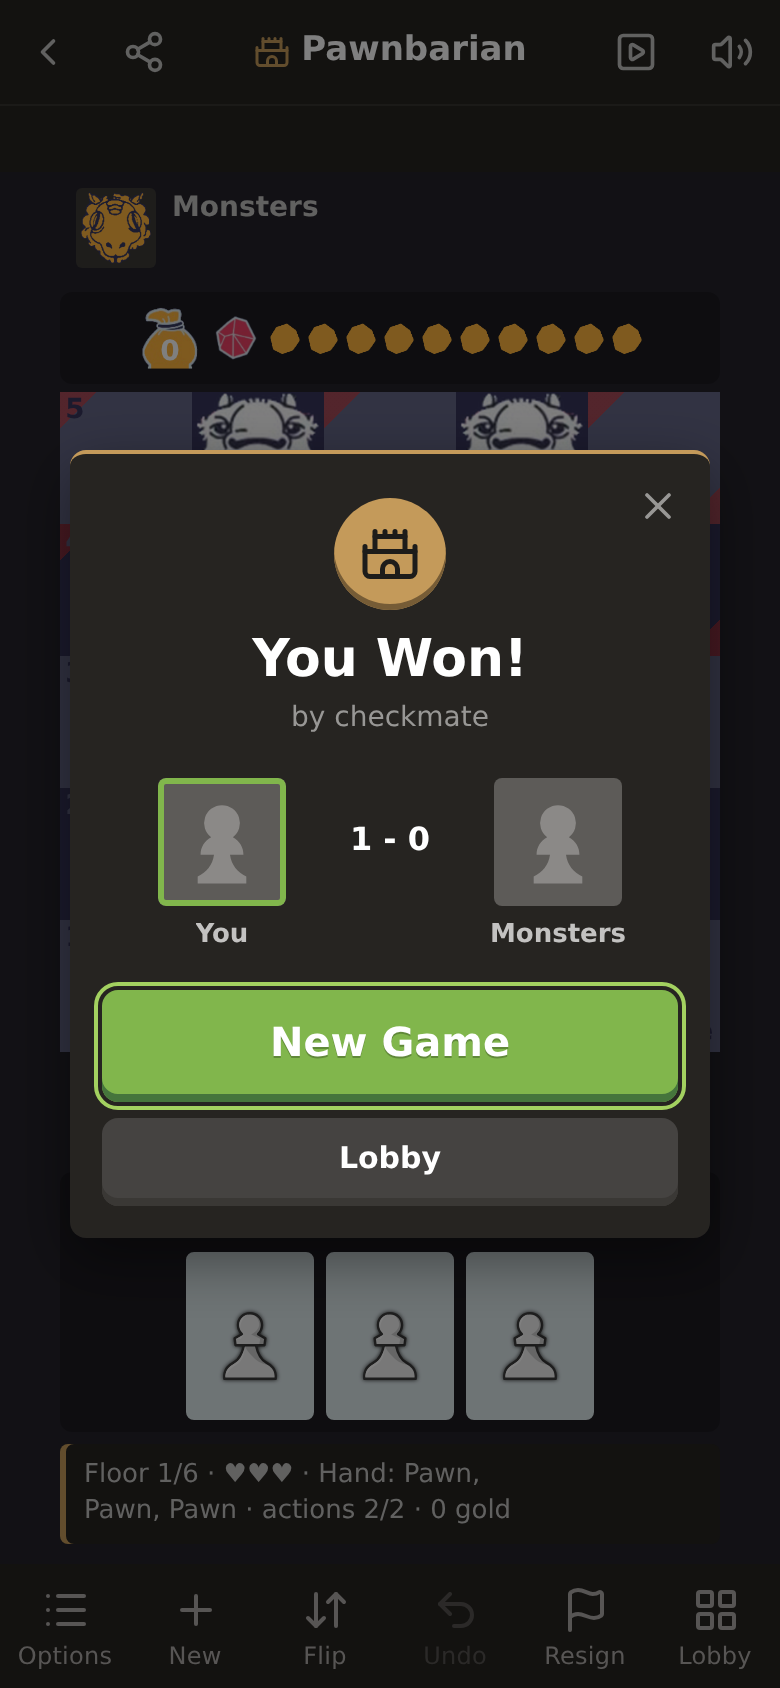 Pawnbarian
Monsters
0
5
You Won!
by checkmate
1 - 0
You
Monsters
New Game
Lobby
Floor 1/6 · ♥♥♥ · Hand: Pawn,
Pawn, Pawn · actions 2/2 · 0 gold
Options
New
Flip
Undo
Resign
Lobby